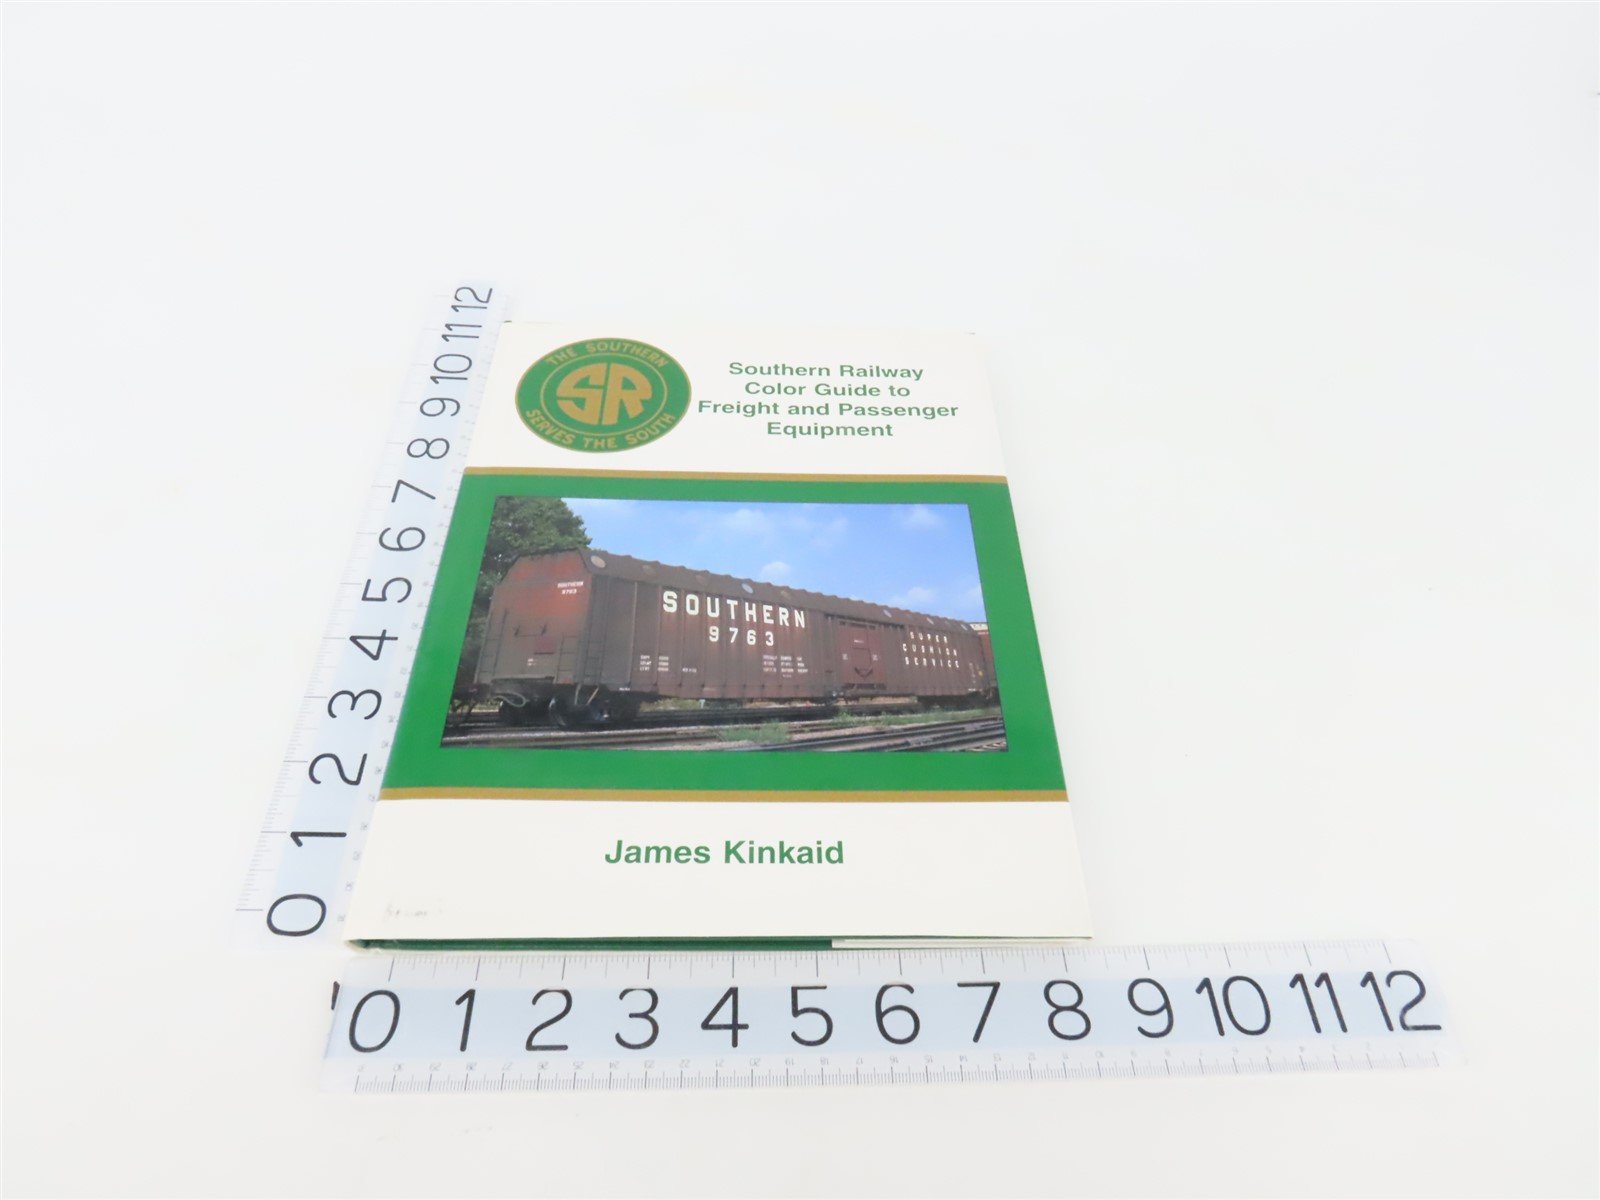 THE SOUTHERN
SR
SERVES THE SOUTH
Southern Railway
Color Guide to
Freight and Passenger
Equipment
SOUTHERN
9763
SOUTHERN
9763
SUPER
CUSHION
SERVICE
James Kinkaid
12
11
10
9
8
7
6
5
4
3
2
1
0
0 1 2 3 4 5 6 7 8 9 10 11 12